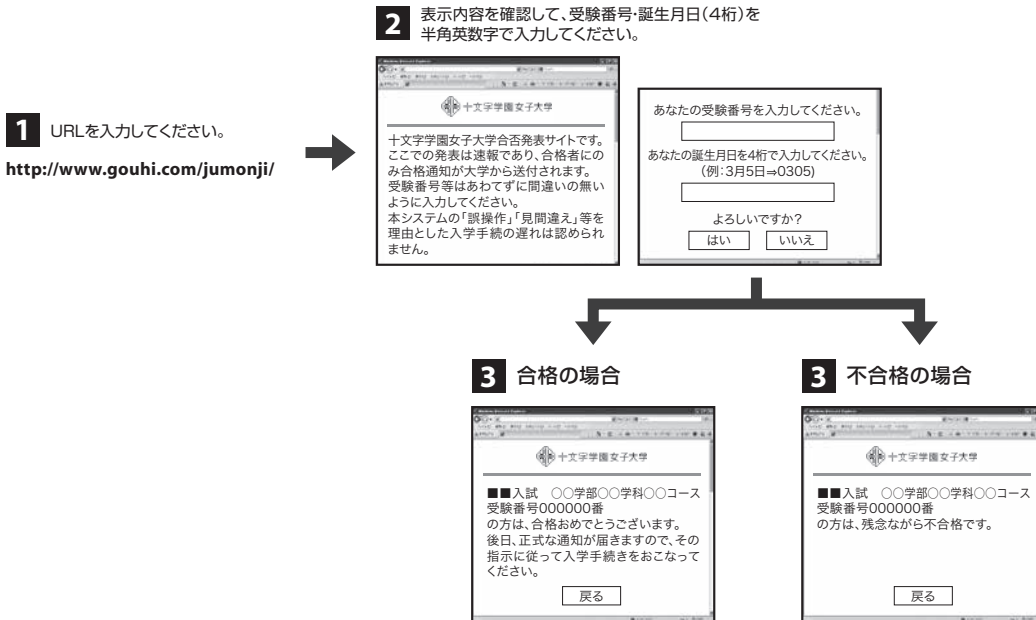 1 URLを入力してください。
http://www.gouhi.com/jumonji/
2 表示内容を確認して、受験番号・誕生月日(4桁)を
半角英数字で入力してください。
十文字学園女子大学
十文字学園女子大学合否発表サイトです。
ここでの発表は速報であり、合格者にの
み合格通知が大学から送付されます。
受験番号等はあわてずに間違いの無い
ように入力してください。
本システムの「誤操作」「見間違え」等を
理由とした入学手続の遅れは認められ
ません。
あなたの受験番号を入力してください。
あなたの誕生月日を4桁で入力してください。
(例:3月5日⇒0305)
よろしいですか?
はい いいえ
3 合格の場合
十文字学園女子大学
■■入試 ○○学部○○学科○○コース
受験番号000000番
の方は、合格おめでとうございます。
後日、正式な通知が届きますので、その
指示に従って入学手続きをおこなって
ください。
戻る
3 不合格の場合
十文字学園女子大学
■■入試 ○○学部○○学科○○コース
受験番号000000番
の方は、残念ながら不合格です。
戻る